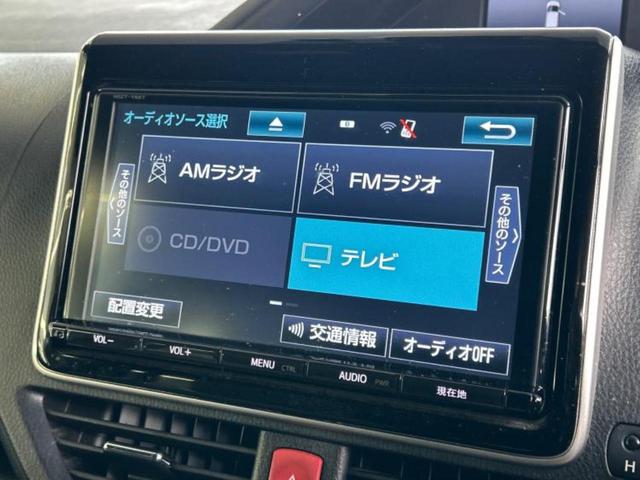 オーディオソース選択
AMラジオ
FMラジオ
その他のソース
その他のソース
CD/DVD
テレビ
配置変更
交通情報
オーディオOFF
VOL−
VOL+
MENU CTRL
AUDIO PWR
現在地
H